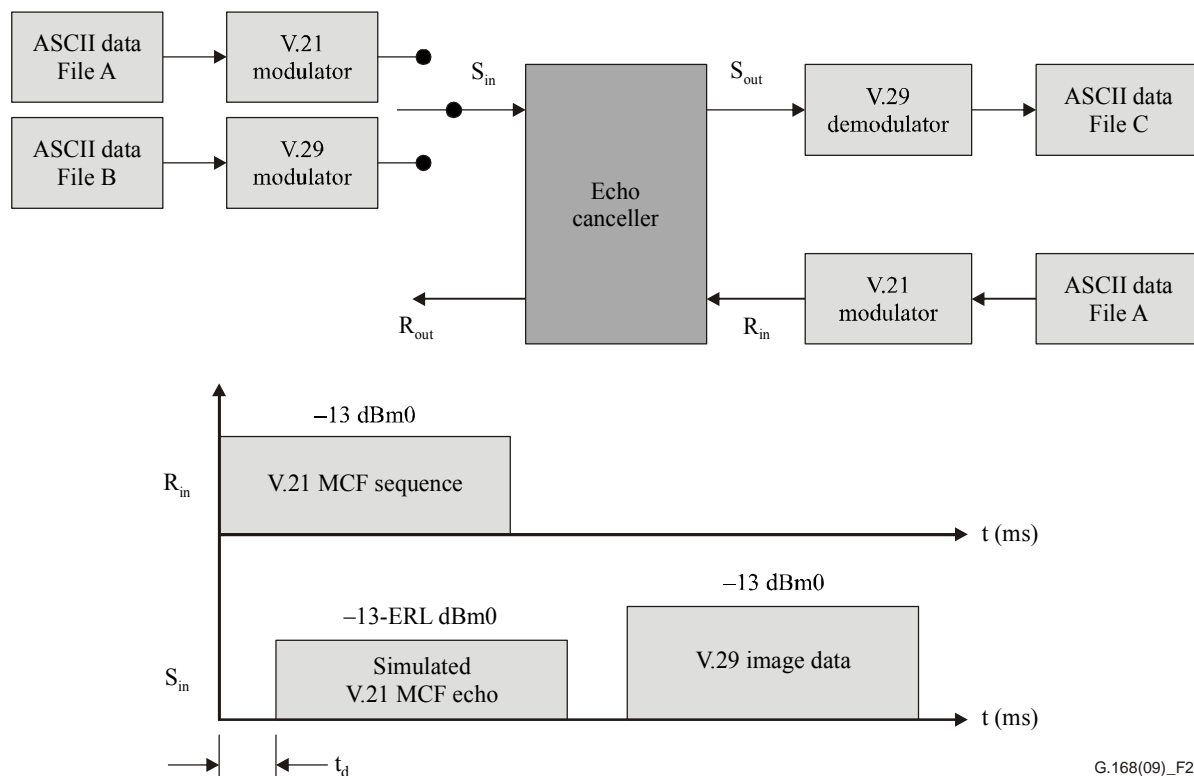 ASCII data
File A
V.21
modulator
S_in
S_out
V.29
demodulator
ASCII data
File C
ASCII data
File B
V.29
modulator
Echo
canceller
R_out
R_in
V.21
modulator
ASCII data
File A
–13 dBm0
R_in
V.21 MCF sequence
t (ms)
–13 dBm0
–13-ERL dBm0
S_in
Simulated
V.21 MCF echo
V.29 image data
t (ms)
t_d
G.168(09)_F2